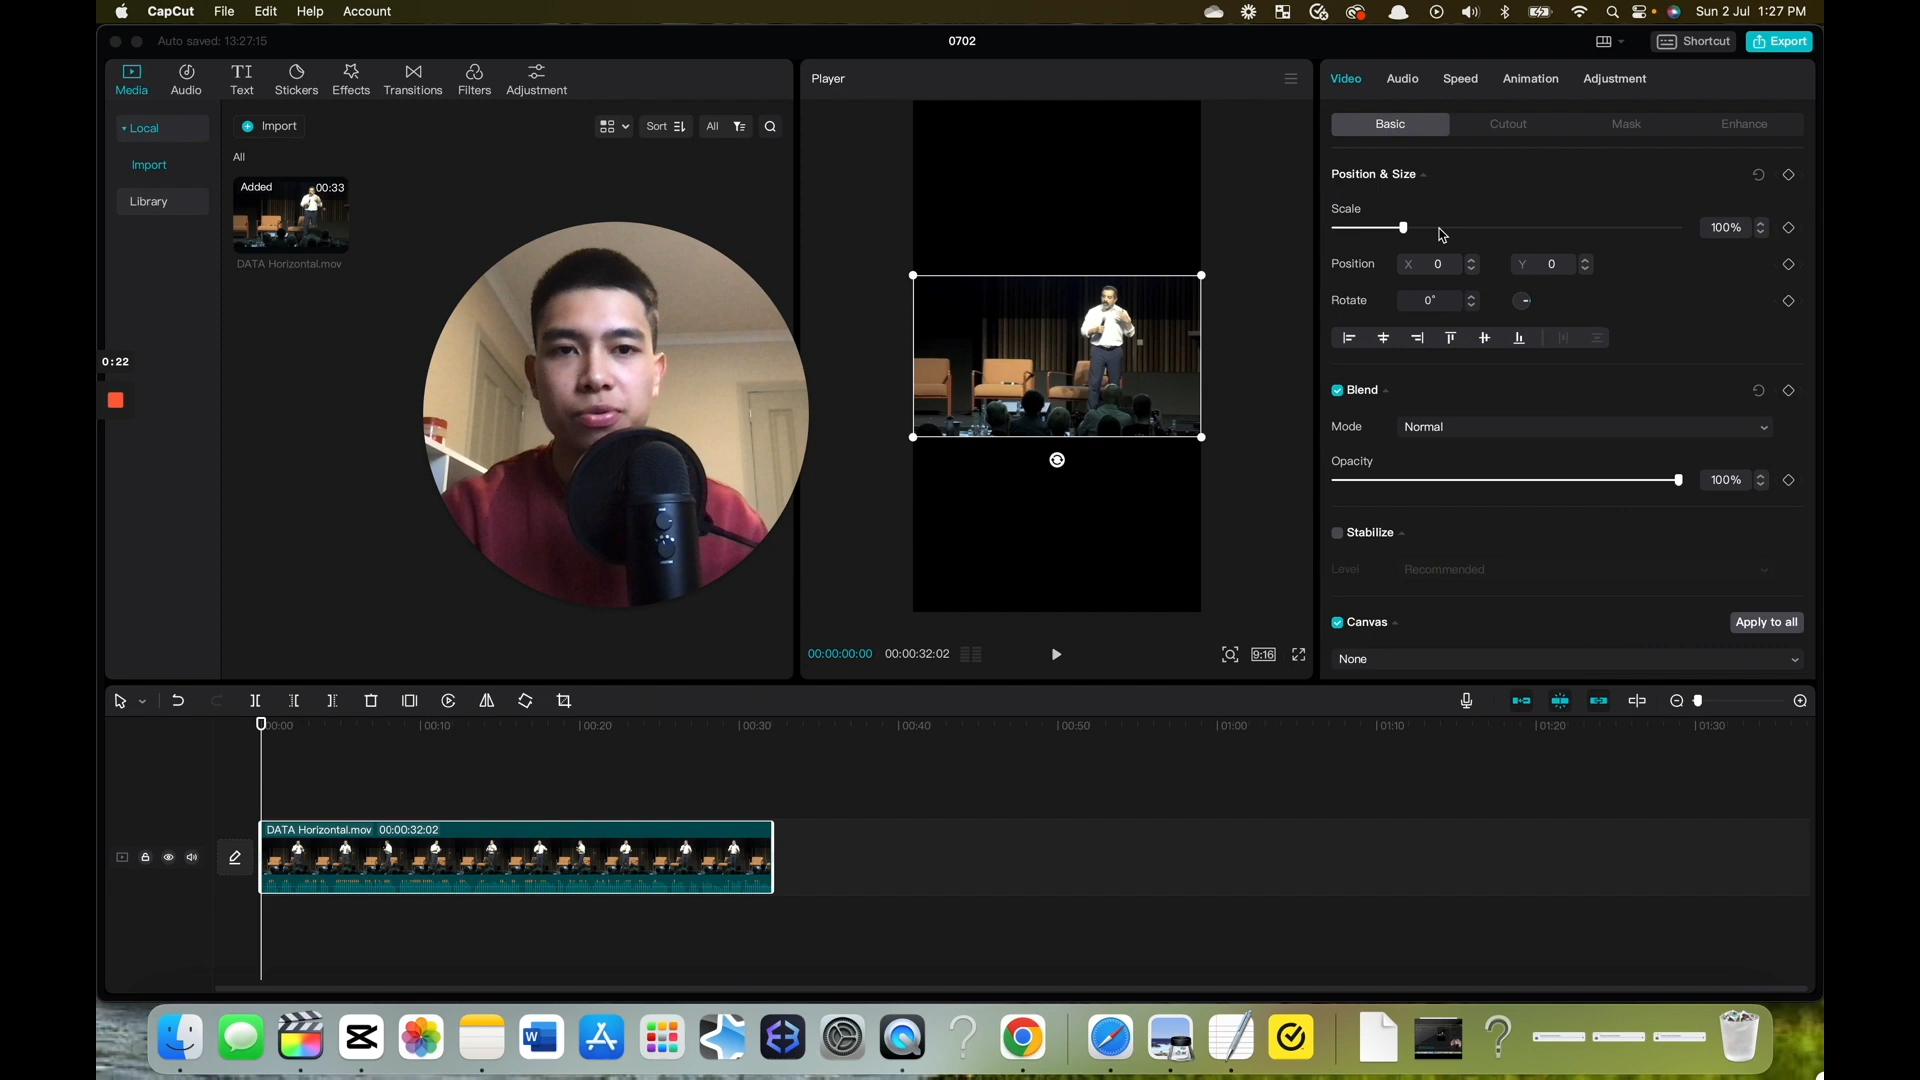 CapCut File Edit Help Account
Sun 2 Jul 1:27 PM
Auto saved: 13:27:15
0702
Shortcut
Export
Media
Audio
Text
Stickers
Effects
Transitions
Filters
Adjustment
Local
Import
Library
Import
Sort
All
All
Added
00:33
DATA Horizontal.mov
0:22
Player
00:00:00:00
00:00:32:02
9:16
Video
Audio
Speed
Animation
Adjustment
Basic
Cutout
Mask
Enhance
Position & Size
Scale
100%
Position
X 0
Y 0
Rotate
0°
Blend
Mode
Normal
Opacity
100%
Stabilize
Level
Recommended
Canvas
Apply to all
None
00:00
00:10
00:20
00:30
00:40
00:50
01:00
01:10
01:20
01:30
DATA Horizontal.mov 00:00:32:02